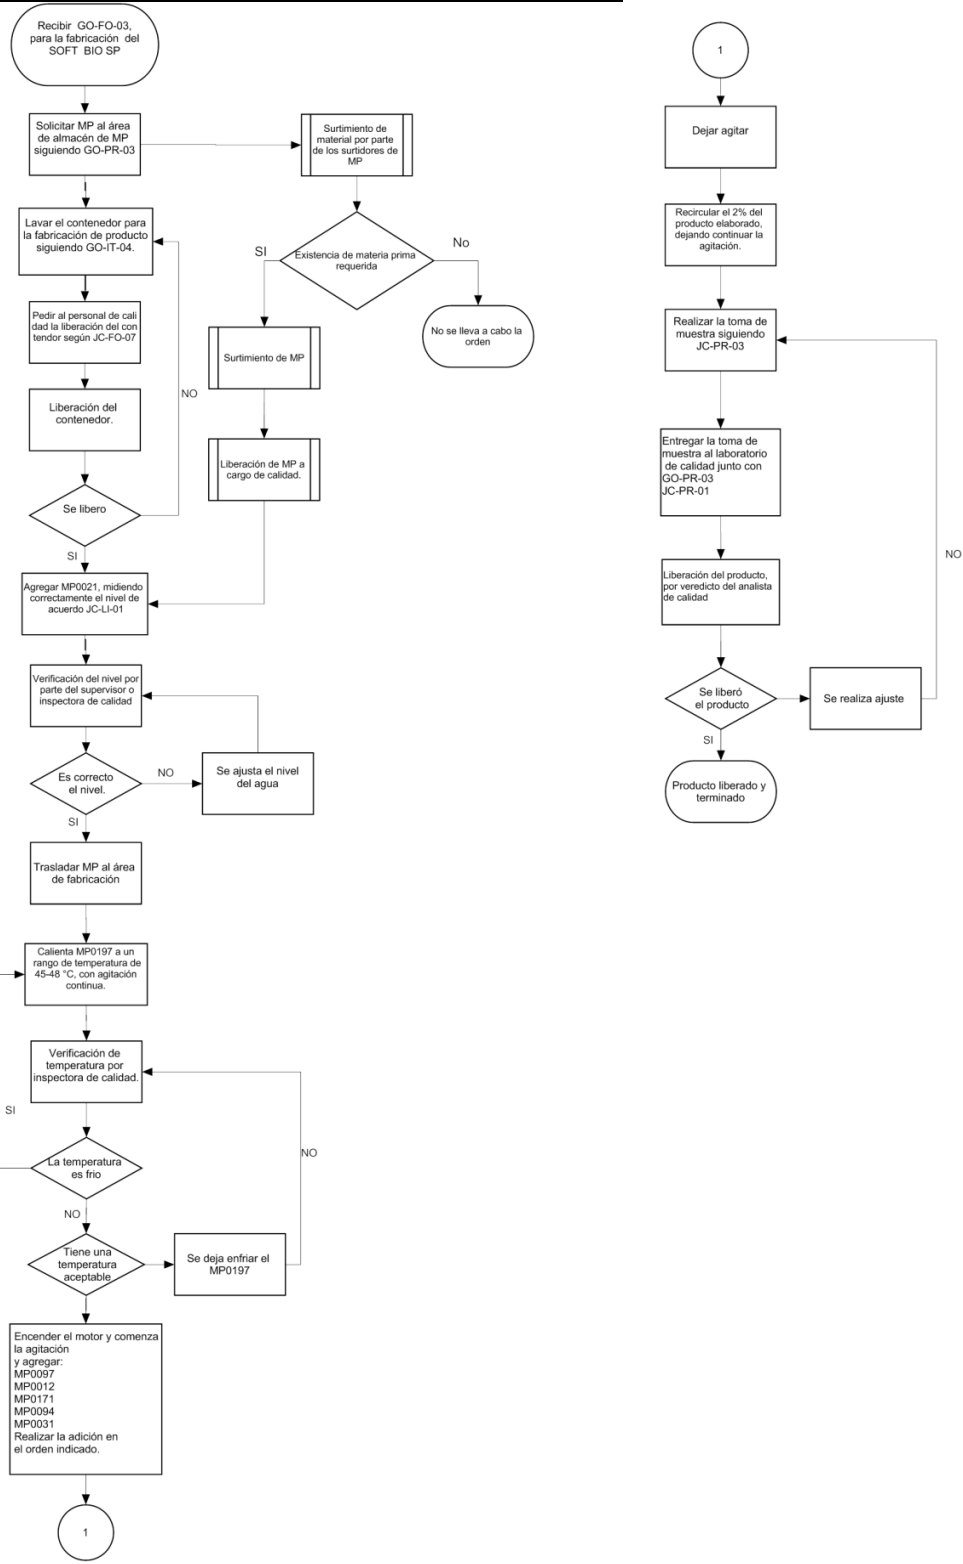 Recibir GO-FO-03,
para la fabricación del
SOFT BIO SP
Solicitar MP al área
de almacén de MP
siguiendo GO-PR-03
Surtimiento de
material por parte
de los surtidores de
MP
Lavar el contenedor para
la fabricación de producto
siguiendo GO-IT-04.
Existencia de materia prima
requerida
SI
No
No se lleva a cabo la
orden
Pedir al personal de cali
dad la liberación del con
tendor según JC-FO-07
Surtimiento de MP
Liberación del
contenedor.
NO
Liberación de MP a
cargo de calidad.
Se libero
SI
Agregar MP0021, midiendo
correctamente el nivel de
acuerdo JC-LI-01
Verificación del nivel por
parte del supervisor o
inspectora de calidad
Es correcto
el nivel.
NO
Se ajusta el nivel
del agua
SI
Trasladar MP al área
de fabricación
Calienta MP0197 a un
rango de temperatura de
45-48 °C, con agitación
continua.
Verificación de
temperatura por
inspectora de calidad.
SI
La temperatura
es frio
NO
NO
Tiene una
temperatura
aceptable
Se deja enfriar el
MP0197
Encender el motor y comenza
la agitación
y agregar:
MP0097
MP0012
MP0171
MP0094
MP0031
Realizar la adición en
el orden indicado.
1
1
Dejar agitar
Recircular el 2% del
producto elaborado,
dejando continuar la
agitación.
Realizar la toma de
muestra siguiendo
JC-PR-03
Entregar la toma de
muestra al laboratorio
de calidad junto con
GO-PR-03
JC-PR-01
NO
Liberación del producto,
por veredicto del analista
de calidad
Se liberó
el producto
Se realiza ajuste
SI
Producto liberado y
terminado